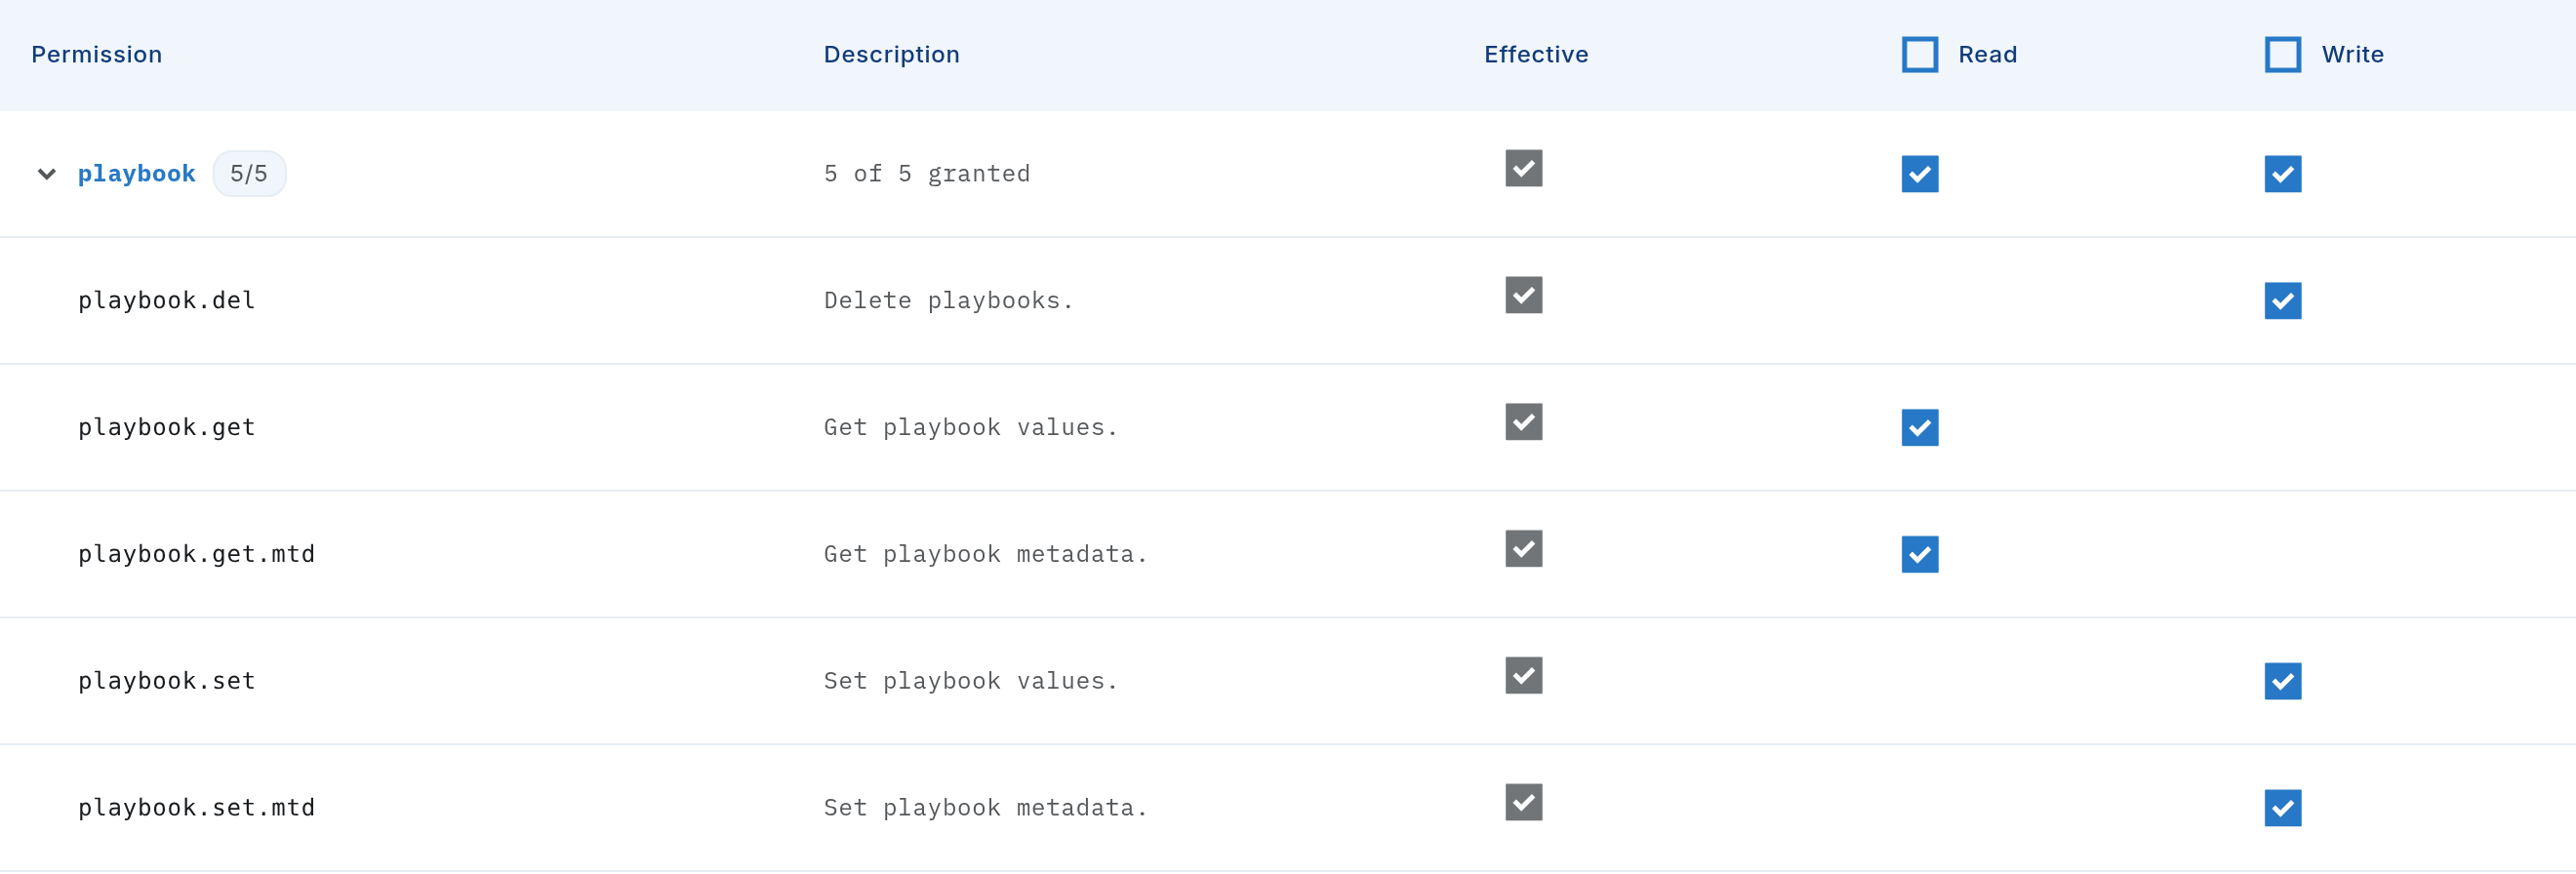 Permission Description Effective Read Write
playbook 5/5 5 of 5 granted
playbook.del Delete playbooks.
playbook.get Get playbook values.
playbook.get.mtd Get playbook metadata.
playbook.set Set playbook values.
playbook.set.mtd Set playbook metadata.